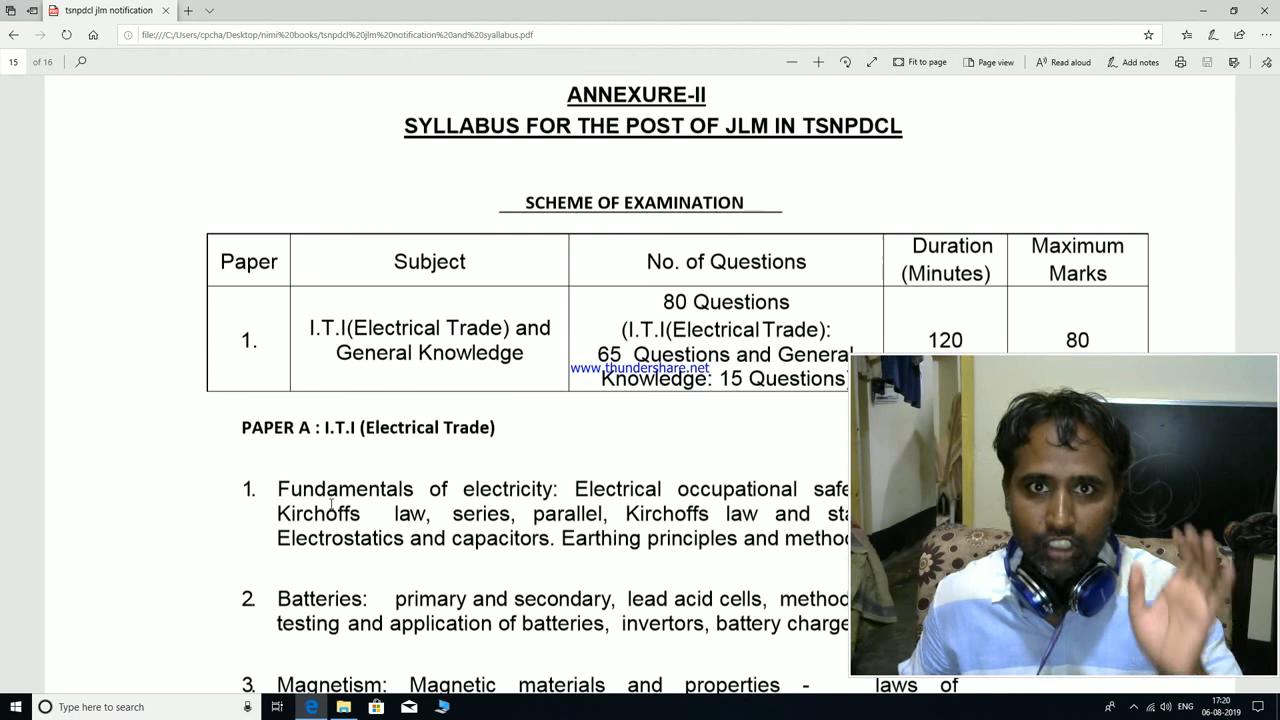 tsnpdcl jlm notification
file:///C:/Users/cpcha/Desktop/nimi%20books/tsnpdcl%20jlm%20notification%20and%20syallabus.pdf
15 of 16
Fit to page
Page view
Read aloud
Add notes
ANNEXURE-II
SYLLABUS FOR THE POST OF JLM IN TSNPDCL
SCHEME OF EXAMINATION
Paper
Subject
No. of Questions
Duration
(Minutes)
Maximum
Marks
1.
I.T.I(Electrical Trade) and
General Knowledge
80 Questions
(I.T.I(Electrical Trade):
65 Questions and General
Knowledge: 15 Questions)
120
80
www.thundershare.net
PAPER A : I.T.I (Electrical Trade)
1. Fundamentals of electricity: Electrical occupational safe
Kirchoffs law, series, parallel, Kirchoffs law and sta
Electrostatics and capacitors. Earthing principles and metho
2. Batteries: primary and secondary, lead acid cells, method
testing and application of batteries, invertors, battery charge
3. Magnetism: Magnetic materials and properties - laws of
Type here to search
ENG
17:20
06-08-2019